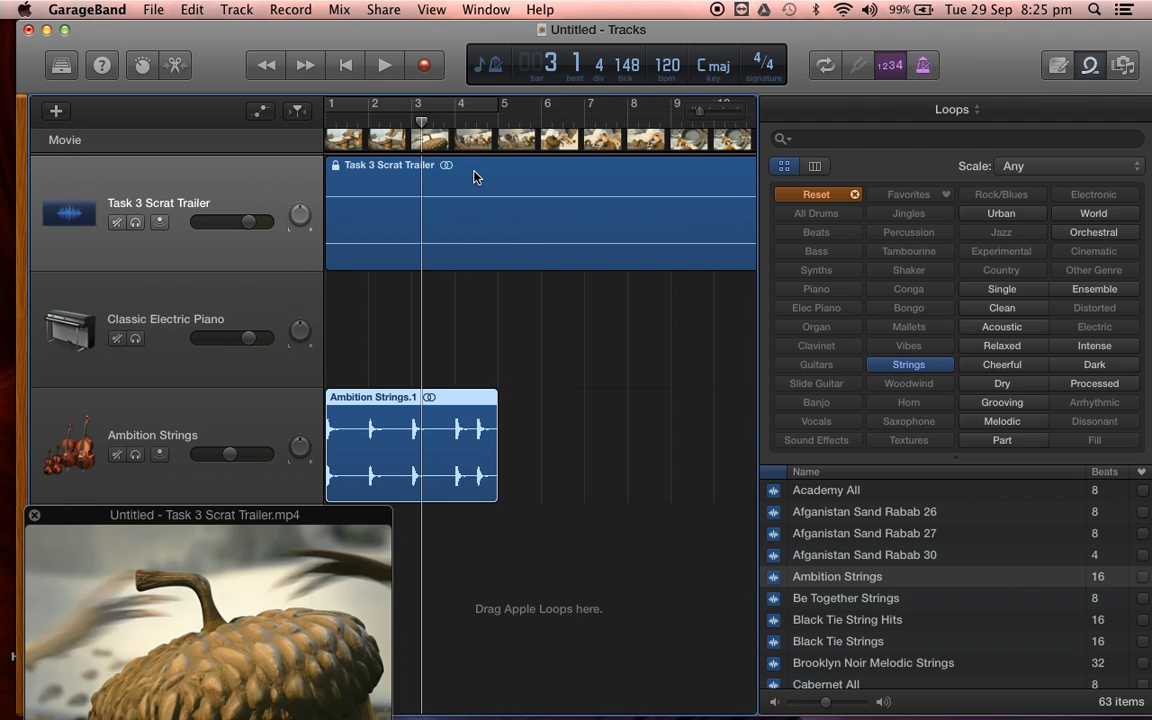 GarageBand File Edit Track Record Mix Share View Window Help 99% Tue 29 Sep 8:25 pm
Untitled - Tracks
3 1 4 148 120 C maj 4/4
bar beat div tick bpm key signature
1234
1 2 3 4 5 6 7 8 9
Movie
Task 3 Scrat Trailer
Task 3 Scrat Trailer
L R
Classic Electric Piano
L R
Ambition Strings.1
Ambition Strings
L R
Untitled - Task 3 Scrat Trailer.mp4
Drag Apple Loops here.
Loops
Scale: Any
Reset Favorites Rock/Blues Electronic
All Drums Jingles Urban World
Beats Percussion Jazz Orchestral
Bass Tambourine Experimental Cinematic
Synths Shaker Country Other Genre
Piano Conga Single Ensemble
Elec Piano Bongo Clean Distorted
Organ Mallets Acoustic Electric
Clavinet Vibes Relaxed Intense
Guitars Strings Cheerful Dark
Slide Guitar Woodwind Dry Processed
Banjo Horn Grooving Arrhythmic
Vocals Saxophone Melodic Dissonant
Sound Effects Textures Part Fill
Name Beats
Academy All 8
Afganistan Sand Rabab 26 8
Afganistan Sand Rabab 27 8
Afganistan Sand Rabab 30 4
Ambition Strings 16
Be Together Strings 8
Black Tie String Hits 16
Black Tie Strings 16
Brooklyn Noir Melodic Strings 32
Cabernet All 8
63 items